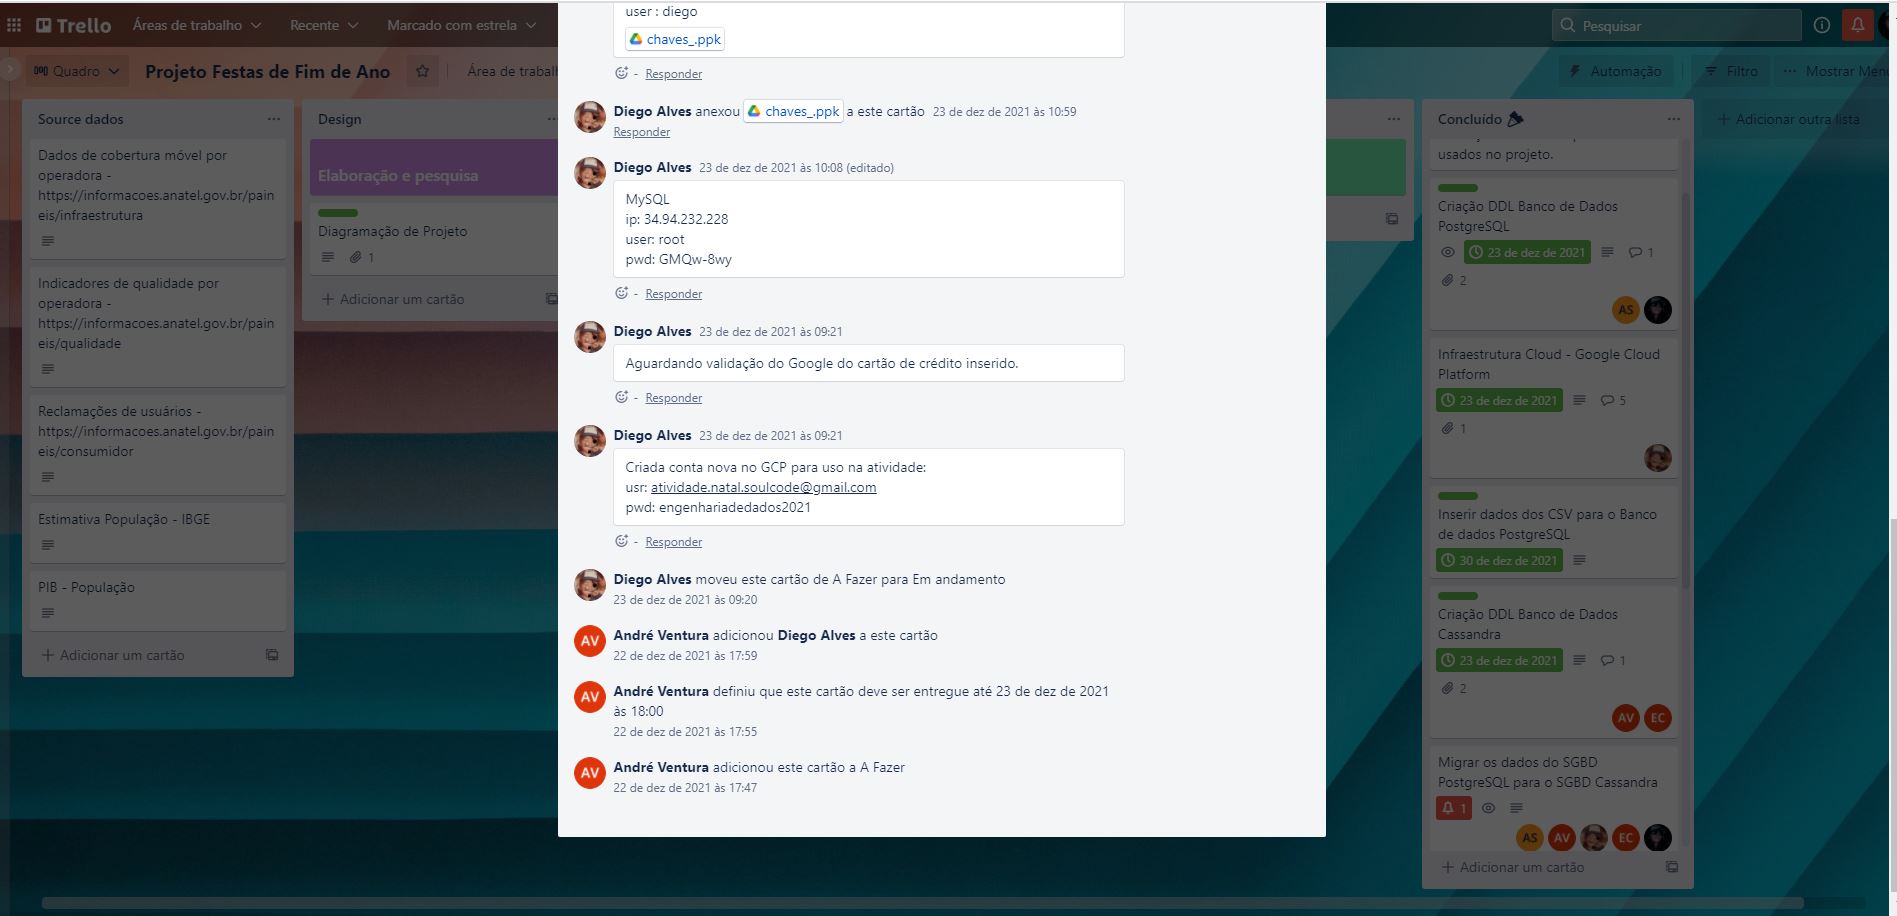 Trello
Áreas de trabalho
Recente
Marcado com estrela
Pesquisar
Quadro
Projeto Festas de Fim de Ano
Automação
Filtro
Source dados
Dados de cobertura móvel por
operadora -
https://informacoes.anatel.gov.br/pain
eis/infraestrutura
Indicadores de qualidade por
operadora -
https://informacoes.anatel.gov.br/pain
eis/qualidade
Reclamações de usuários -
https://informacoes.anatel.gov.br/pain
eis/consumidor
Estimativa População - IBGE
PIB - População
+ Adicionar um cartão
Design
Elaboração e pesquisa
Diagramação de Projeto
1
+ Adicionar um cartão
user : diego
chaves_.ppk
- Responder
Diego Alves anexou chaves_.ppk a este cartão 23 de dez de 2021 às 10:59
Responder
Diego Alves 23 de dez de 2021 às 10:08 (editado)
MySQL
ip: 34.94.232.228
user: root
pwd: GMQw-8wy
- Responder
Diego Alves 23 de dez de 2021 às 09:21
Aguardando validação do Google do cartão de crédito inserido.
- Responder
Diego Alves 23 de dez de 2021 às 09:21
Criada conta nova no GCP para uso na atividade:
usr: atividade.natal.soulcode@gmail.com
pwd: engenhariadedados2021
- Responder
Diego Alves moveu este cartão de A Fazer para Em andamento
23 de dez de 2021 às 09:20
AV
André Ventura adicionou Diego Alves a este cartão
22 de dez de 2021 às 17:59
AV
André Ventura definiu que este cartão deve ser entregue até 23 de dez de 2021
às 18:00
22 de dez de 2021 às 17:55
AV
André Ventura adicionou este cartão a A Fazer
22 de dez de 2021 às 17:47
Concluído
usados no projeto.
Criação DDL Banco de Dados
PostgreSQL
23 de dez de 2021 1
2
AS
Infraestrutura Cloud - Google Cloud
Platform
23 de dez de 2021 5
1
Inserir dados dos CSV para o Banco
de dados PostgreSQL
30 de dez de 2021
Criação DDL Banco de Dados
Cassandra
23 de dez de 2021 1
2
AV EC
Migrar os dados do SGBD
PostgreSQL para o SGBD Cassandra
1
AS AV EC
+ Adicionar um cartão
+ Adicionar outra lista